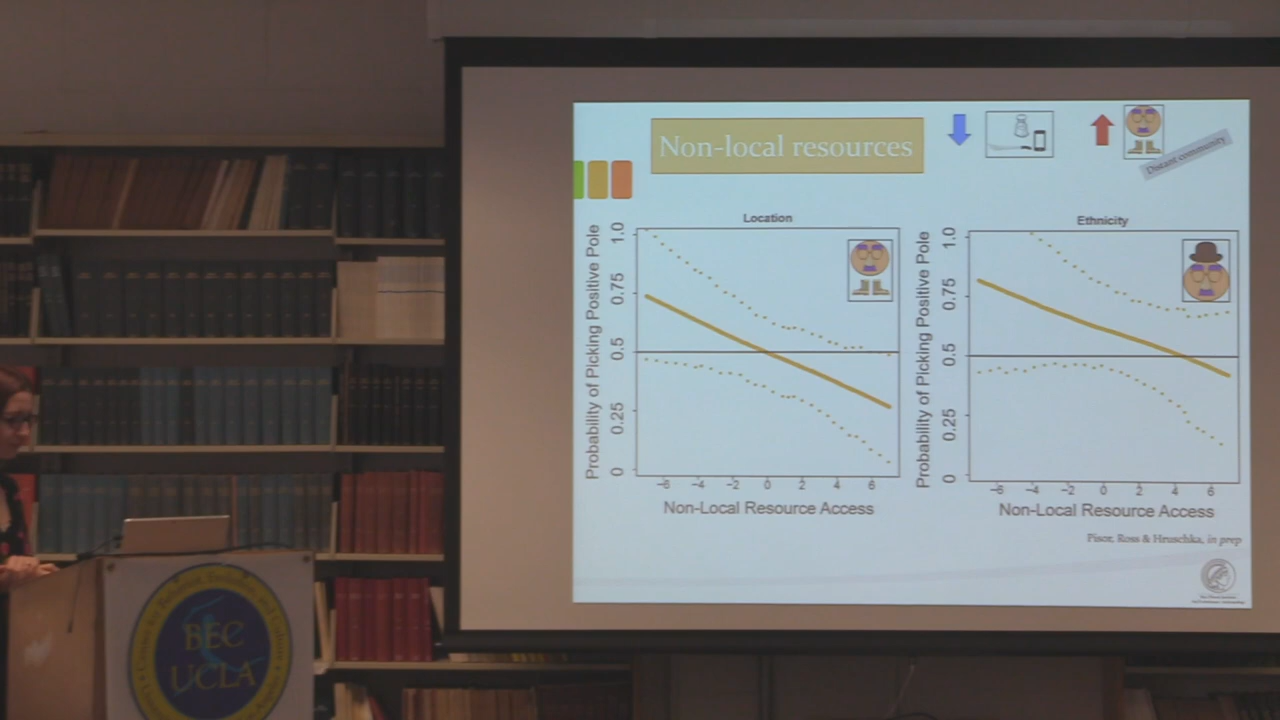 Non-local resources
Distant community
Location
Probability of Picking Positive Pole
1.0
0.75
0.5
0.25
0
−6 −4 −2 0 2 4 6
Non-Local Resource Access
Ethnicity
Probability of Picking Positive Pole
1.0
0.75
0.5
0.25
0
−6 −4 −2 0 2 4 6
Non-Local Resource Access
Pisor, Ross & Hruschka, in prep
BEC
UCLA